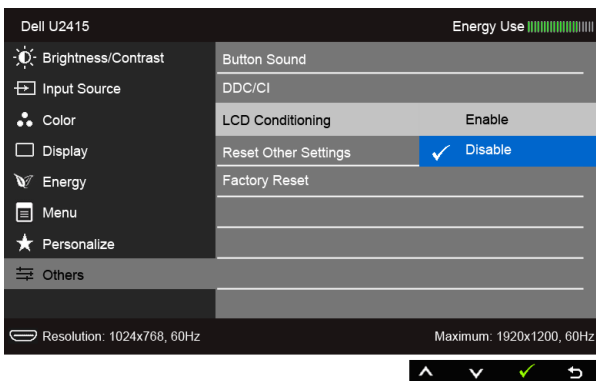 Dell U2415 Energy Use
Brightness/Contrast Button Sound
Input Source DDC/CI
Color LCD Conditioning Enable
Display Reset Other Settings Disable
Energy Factory Reset
Menu
Personalize
Others
Resolution: 1024x768, 60Hz Maximum: 1920x1200, 60Hz